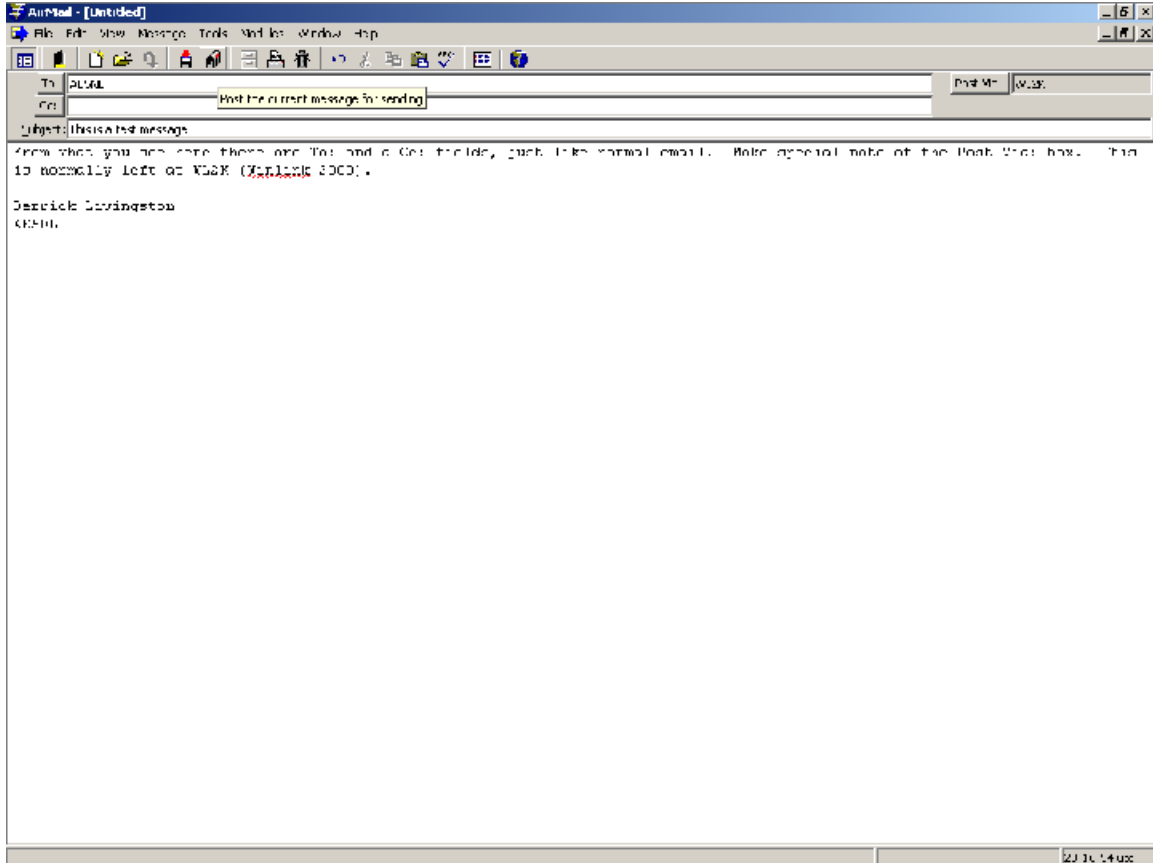 AirMail - [Untitled]
File Edit View Message Tools Modules Window Help
To:
Post Via:
Post the current message for sending
Cc:
Subject: This is a test message
From what you see here there are To: and a Cc: fields, just like normal email. Make special note of the Post Via: box. This
is normally left at WL2K (Winlink 2000).
Derrick Livingston